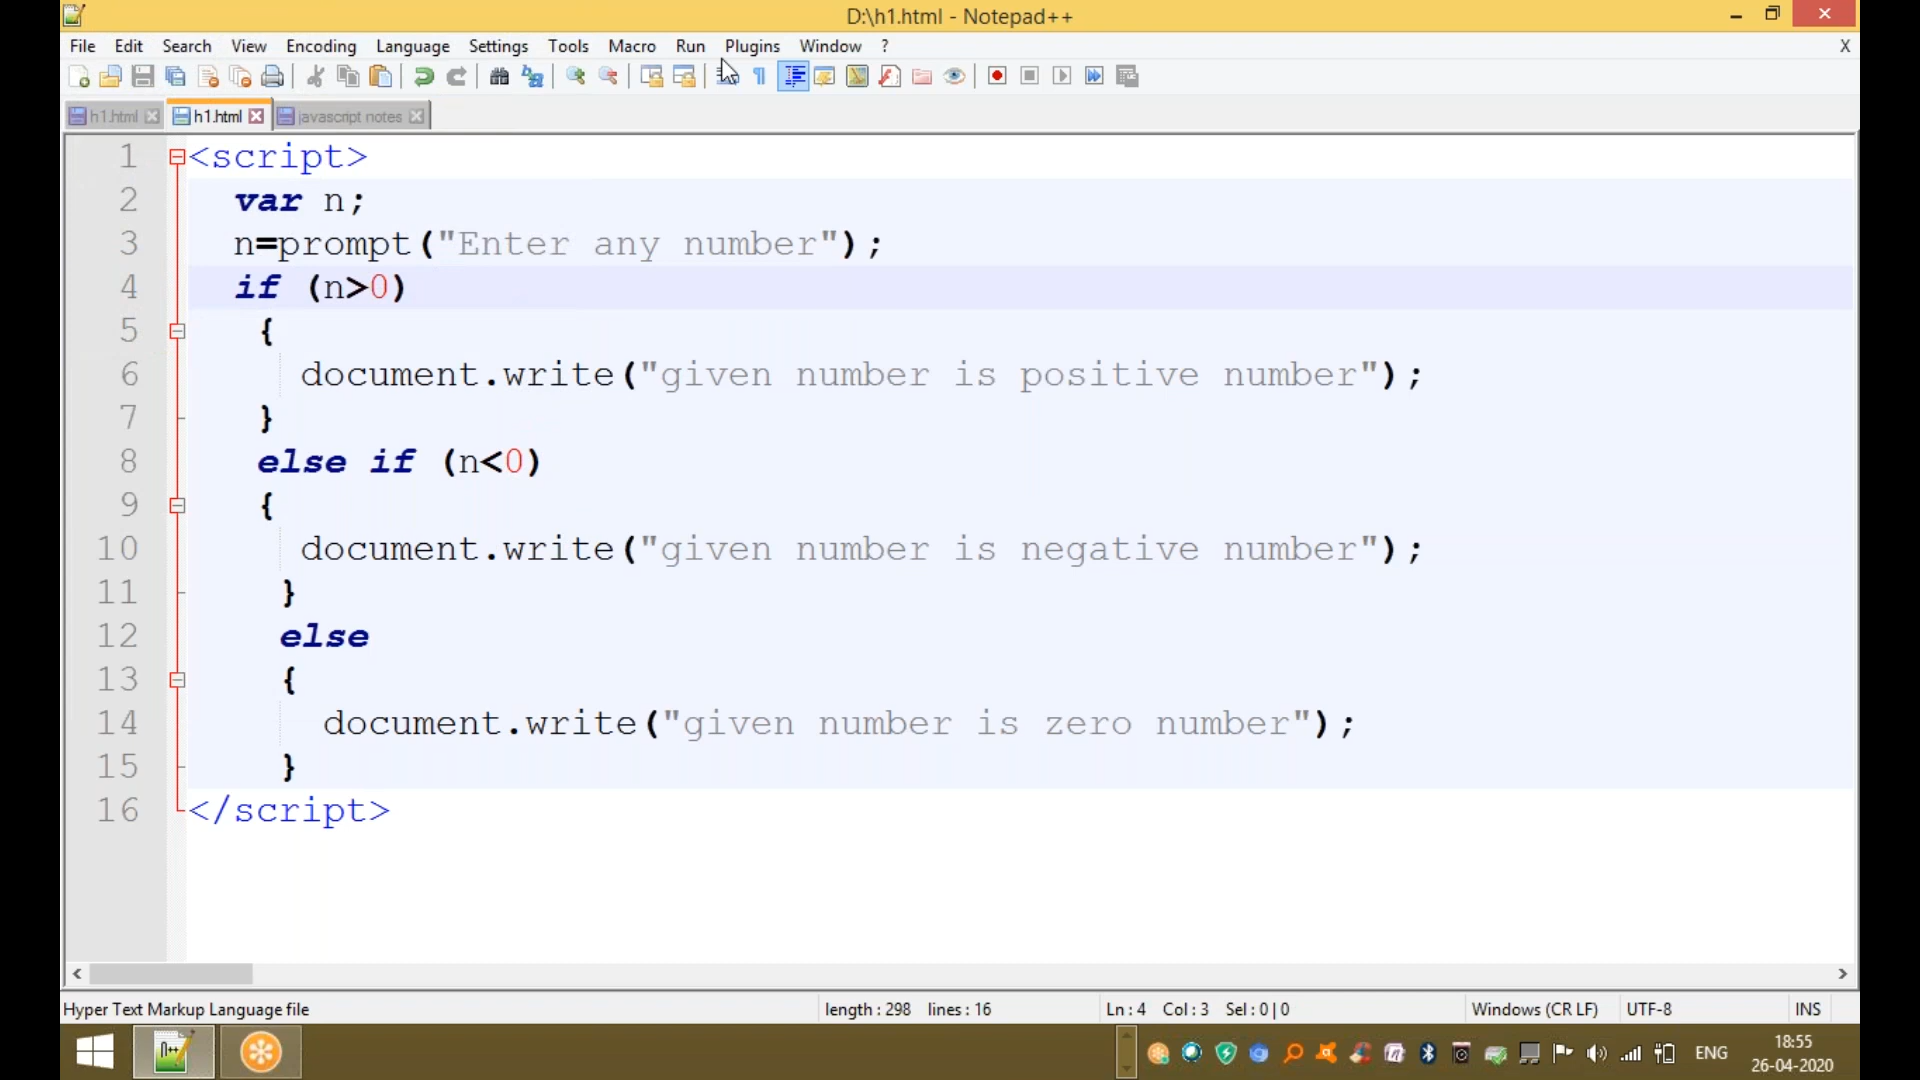 D:\h1.html - Notepad++
File Edit Search View Encoding Language Settings Tools Macro Run Plugins Window ? X
h1.html h1.html javascript notes
1 <script>
2 var n;
3 n=prompt("Enter any number");
4 if (n>0)
5 {
6 document.write("given number is positive number");
7 }
8 else if (n<0)
9 {
10 document.write("given number is negative number");
11 }
12 else
13 {
14 document.write("given number is zero number");
15 }
16 </script>
Hyper Text Markup Language file length : 298 lines : 16 Ln : 4 Col : 3 Sel : 0 | 0 Windows (CR LF) UTF-8 INS
ENG 18:55
26-04-2020